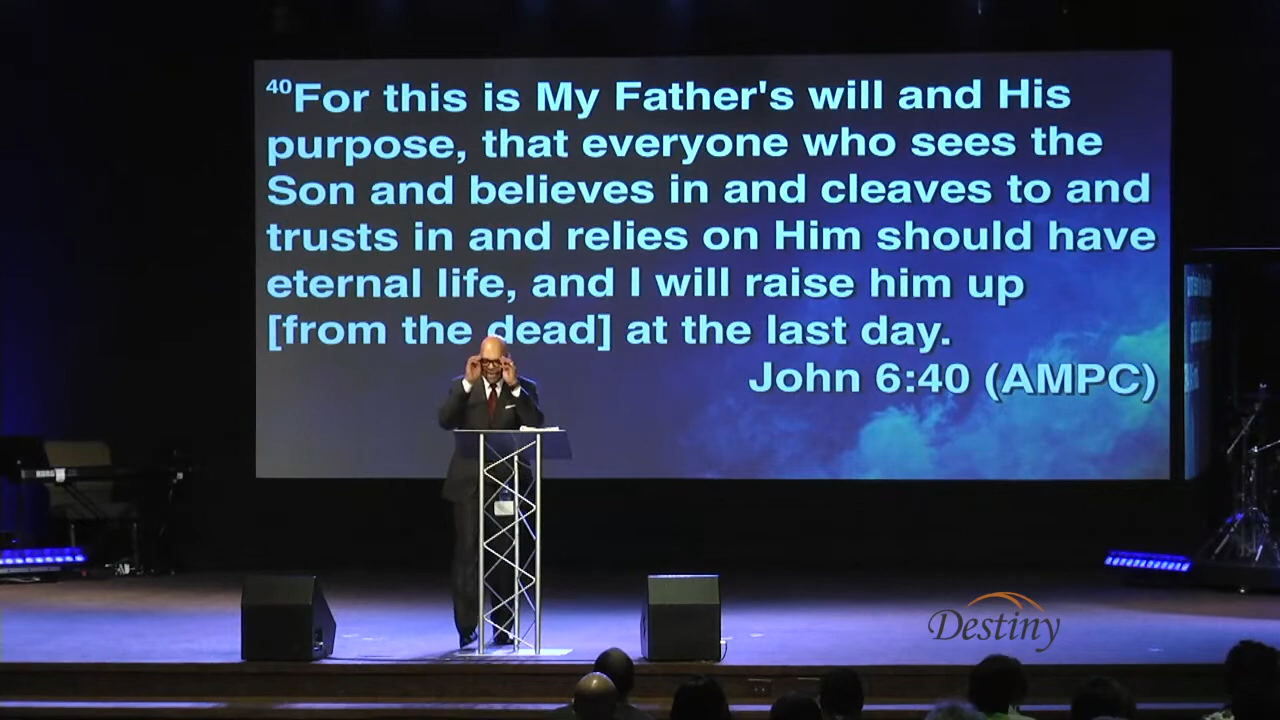 40For this is My Father's will and His
purpose, that everyone who sees the
Son and believes in and cleaves to and
trusts in and relies on Him should have
eternal life, and I will raise him up
[from the dead] at the last day.
John 6:40 (AMPC)
KORG
Destiny